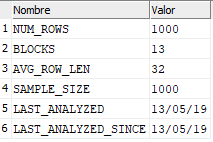 Nombre Valor
1 NUM_ROWS 1000
2 BLOCKS 13
3 AVG_ROW_LEN 32
4 SAMPLE_SIZE 1000
5 LAST_ANALYZED 13/05/19
6 LAST_ANALYZED_SINCE 13/05/19